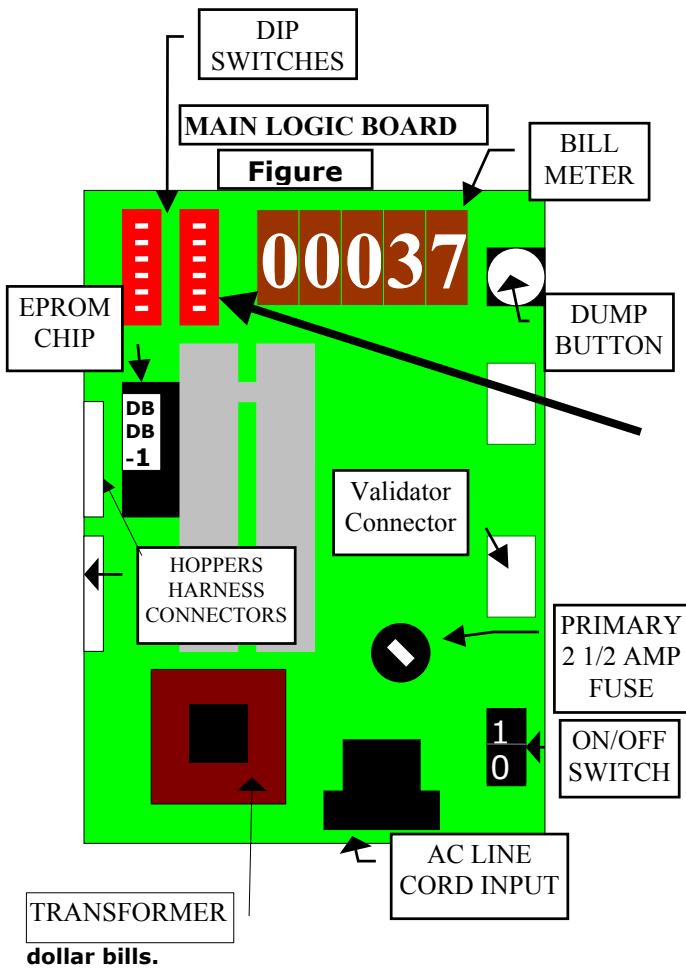 DIP
SWITCHES
MAIN LOGIC BOARD
Figure
BILL
METER
00037
EPROM
CHIP
DUMP
BUTTON
DB
DB
-1
Validator
Connector
HOPPERS
HARNESS
CONNECTORS
PRIMARY
2 1/2 AMP
FUSE
1
0
ON/OFF
SWITCH
AC LINE
CORD INPUT
TRANSFORMER
dollar bills.